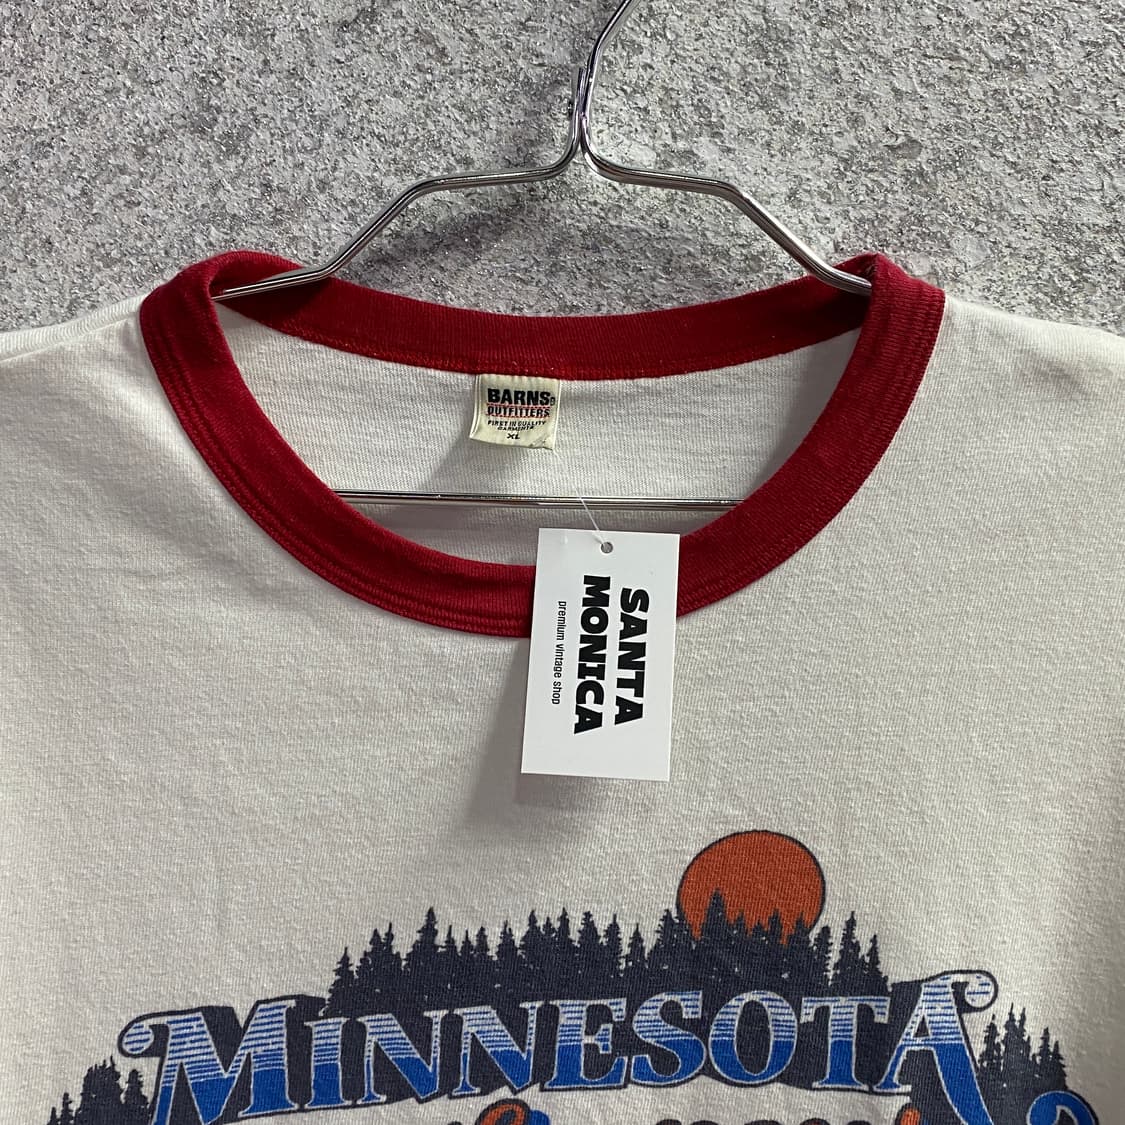 BARNS
OUTFITTERS
FIRST IN QUALITY
GARMENTS
XL
SANTA
MONICA
premium vintage shop
MINNESOTA